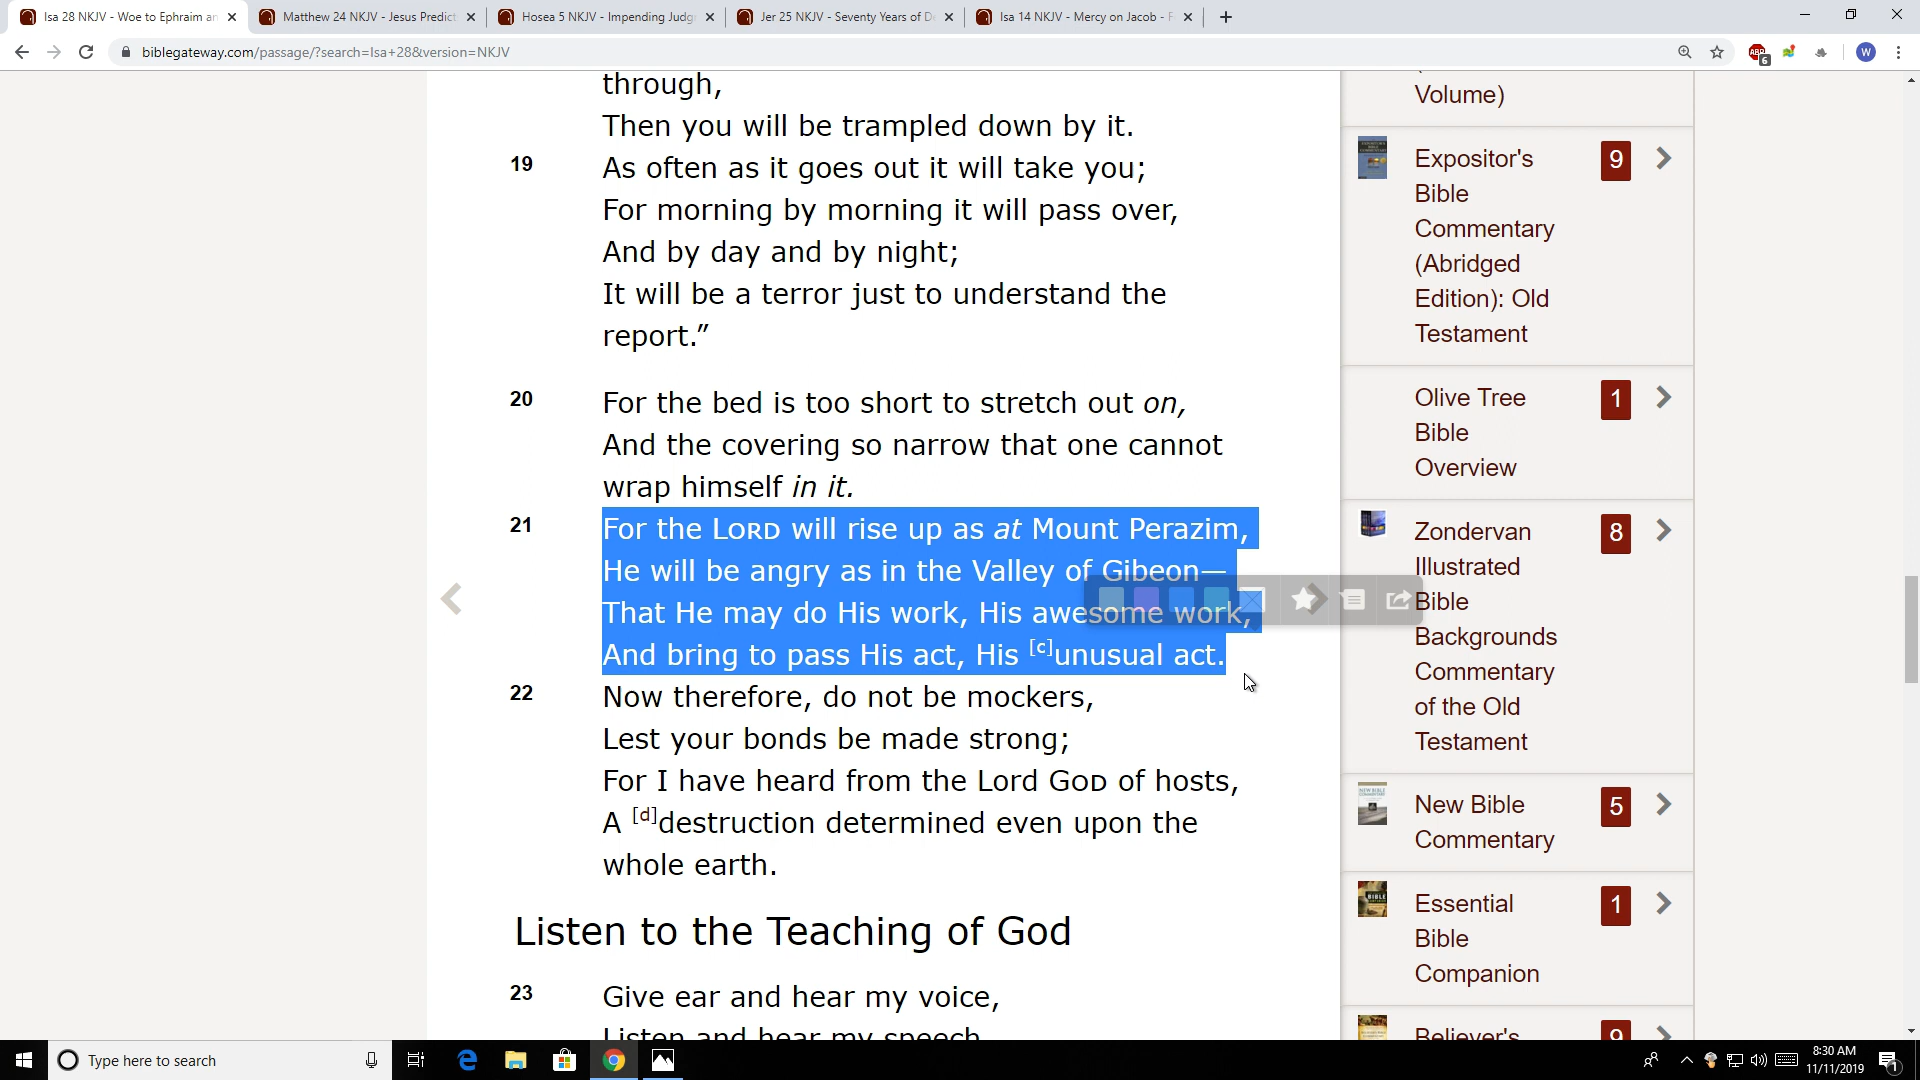 Isa 28 NKJV - Woe to Ephraim an
Matthew 24 NKJV - Jesus Predict
Hosea 5 NKJV - Impending Judg
Jer 25 NKJV - Seventy Years of De
Isa 14 NKJV - Mercy on Jacob - F
biblegateway.com/passage/?search=Isa+28&version=NKJV
ABP
6
W
through,
Then you will be trampled down by it.
19 As often as it goes out it will take you;
For morning by morning it will pass over,
And by day and by night;
It will be a terror just to understand the
report.”
20 For the bed is too short to stretch out on,
And the covering so narrow that one cannot
wrap himself in it.
21 For the LORD will rise up as at Mount Perazim,
He will be angry as in the Valley of Gibeon—
That He may do His work, His awesome work,
And bring to pass His act, His [c]unusual act.
22 Now therefore, do not be mockers,
Lest your bonds be made strong;
For I have heard from the Lord GOD of hosts,
A [d]destruction determined even upon the
whole earth.
Listen to the Teaching of God
23 Give ear and hear my voice,
Listen and hear my speech
Volume)
Expositor's 9
Bible
Commentary
(Abridged
Edition): Old
Testament
Olive Tree 1
Bible
Overview
Zondervan 8
Illustrated
Bible
Backgrounds
Commentary
of the Old
Testament
New Bible 5
Commentary
Essential 1
Bible
Companion
Believer's 9
Type here to search
8:30 AM
11/11/2019
1